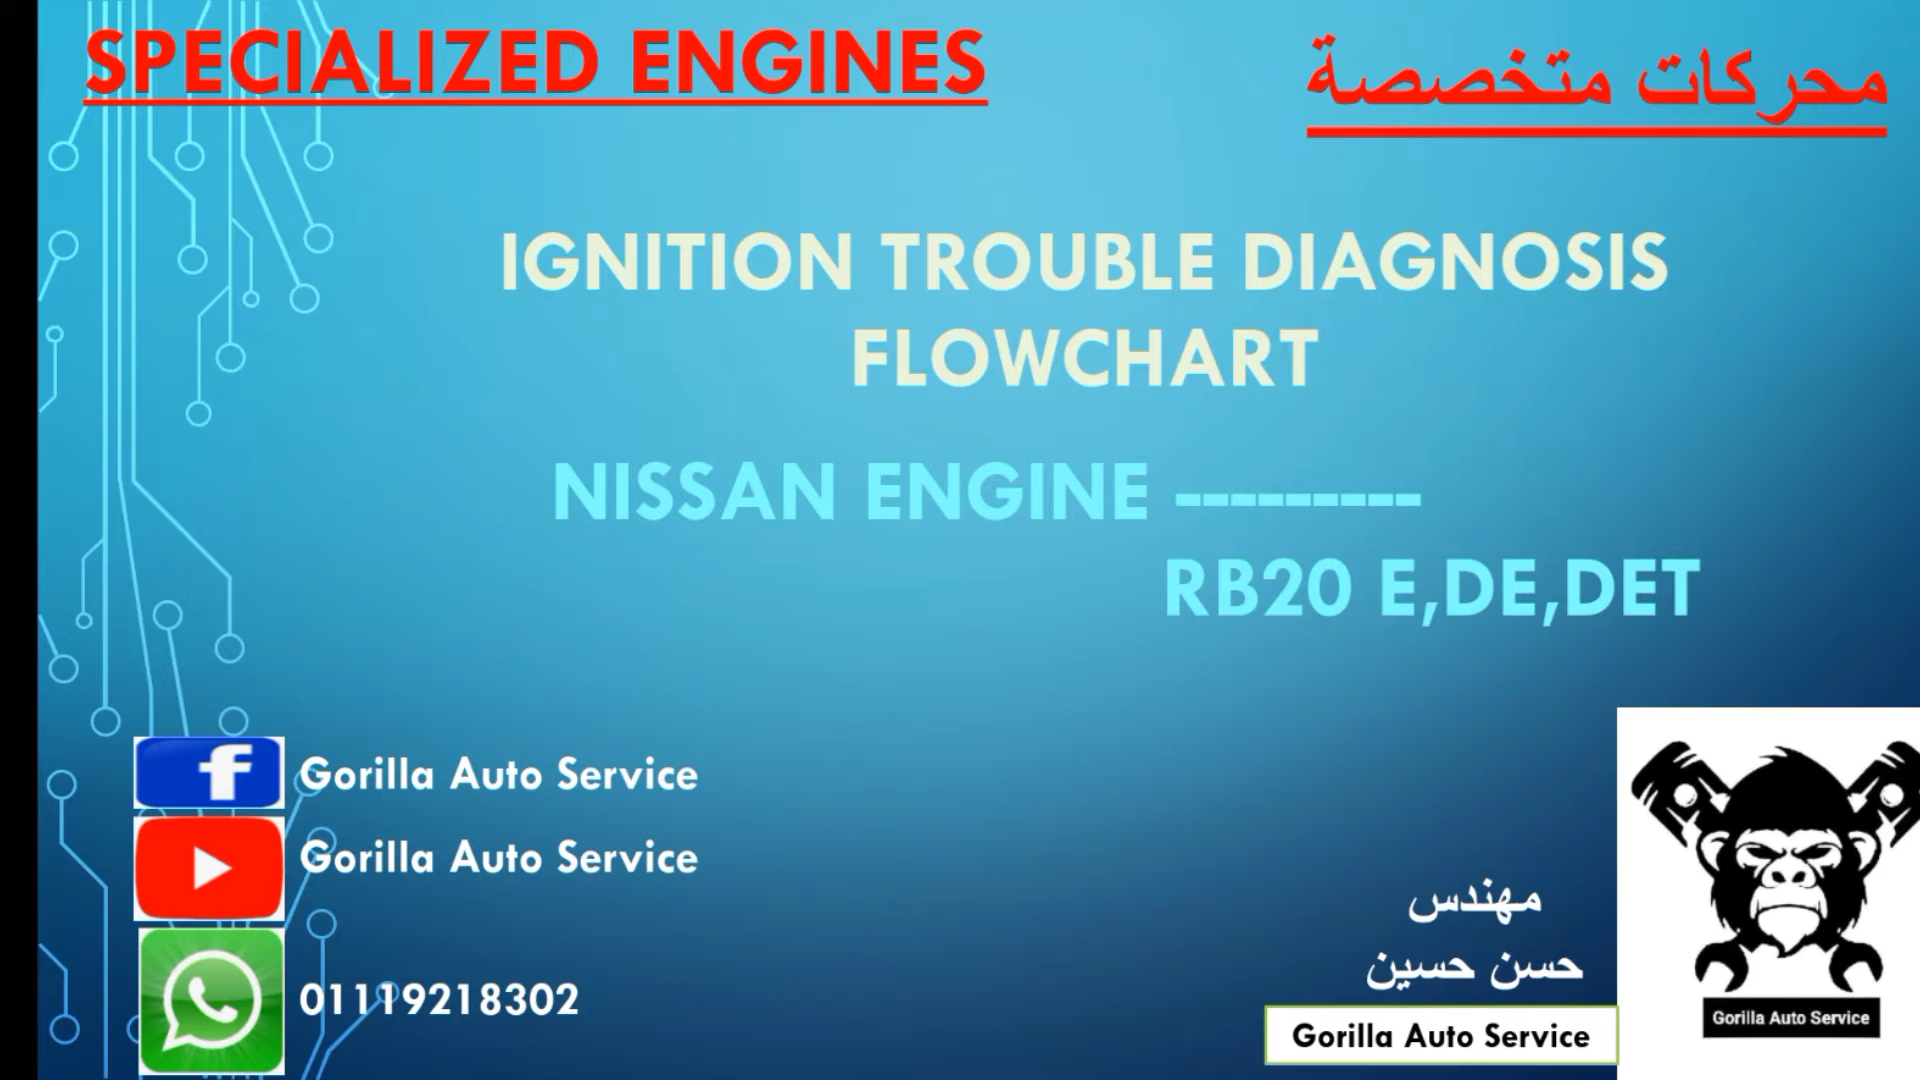 SPECIALIZED ENGINES
محركات متخصصة
IGNITION TROUBLE DIAGNOSIS
FLOWCHART
NISSAN ENGINE ---------
RB20 E,DE,DET
f Gorilla Auto Service
Gorilla Auto Service
01119218302
مهندس
حسن حسين
Gorilla Auto Service
Gorilla Auto Service